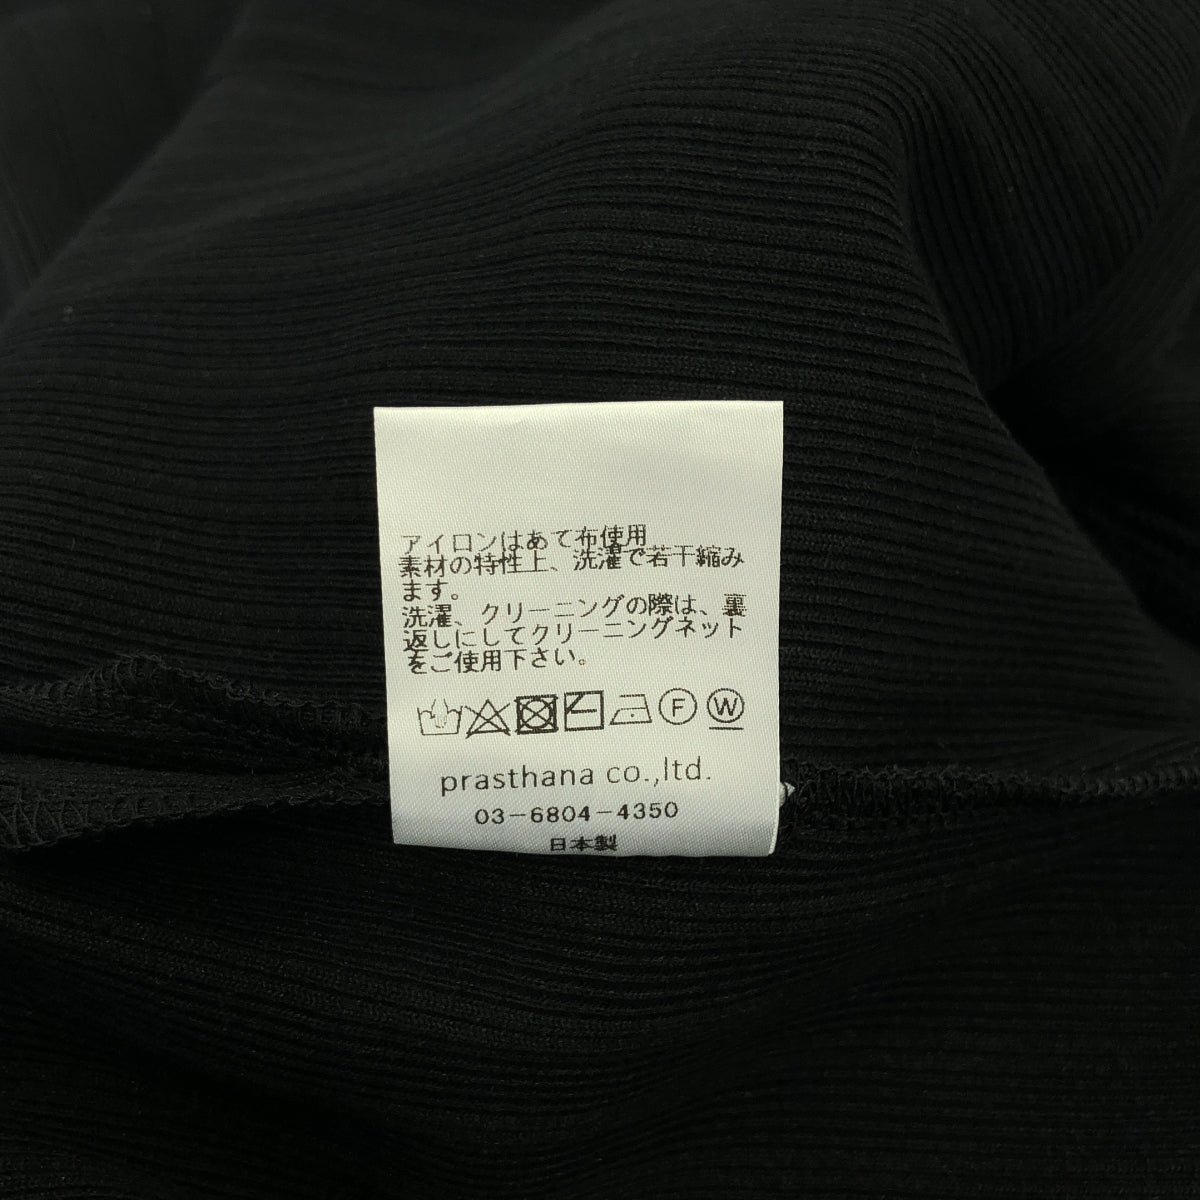 アイロンはあて布使用
素材の特性上、洗濯で若干縮み
ます。
洗濯、クリーニングの際は、裏
返しにしてクリーニングネット
をご使用下さい。
F W
prasthana co.,ltd.
03-6804-4350
日本製